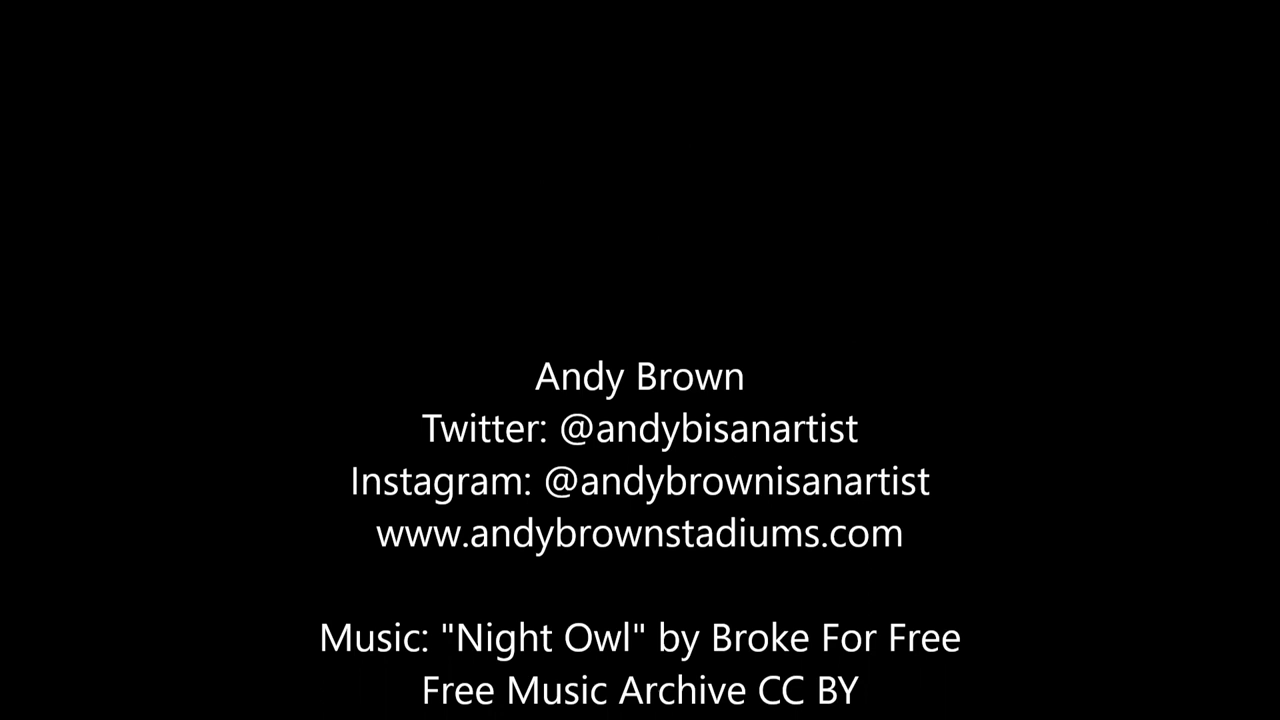 Andy Brown
Twitter: @andybisanartist
Instagram: @andybrownisanartist
www.andybrownstadiums.com
Music: "Night Owl" by Broke For Free
Free Music Archive CC BY